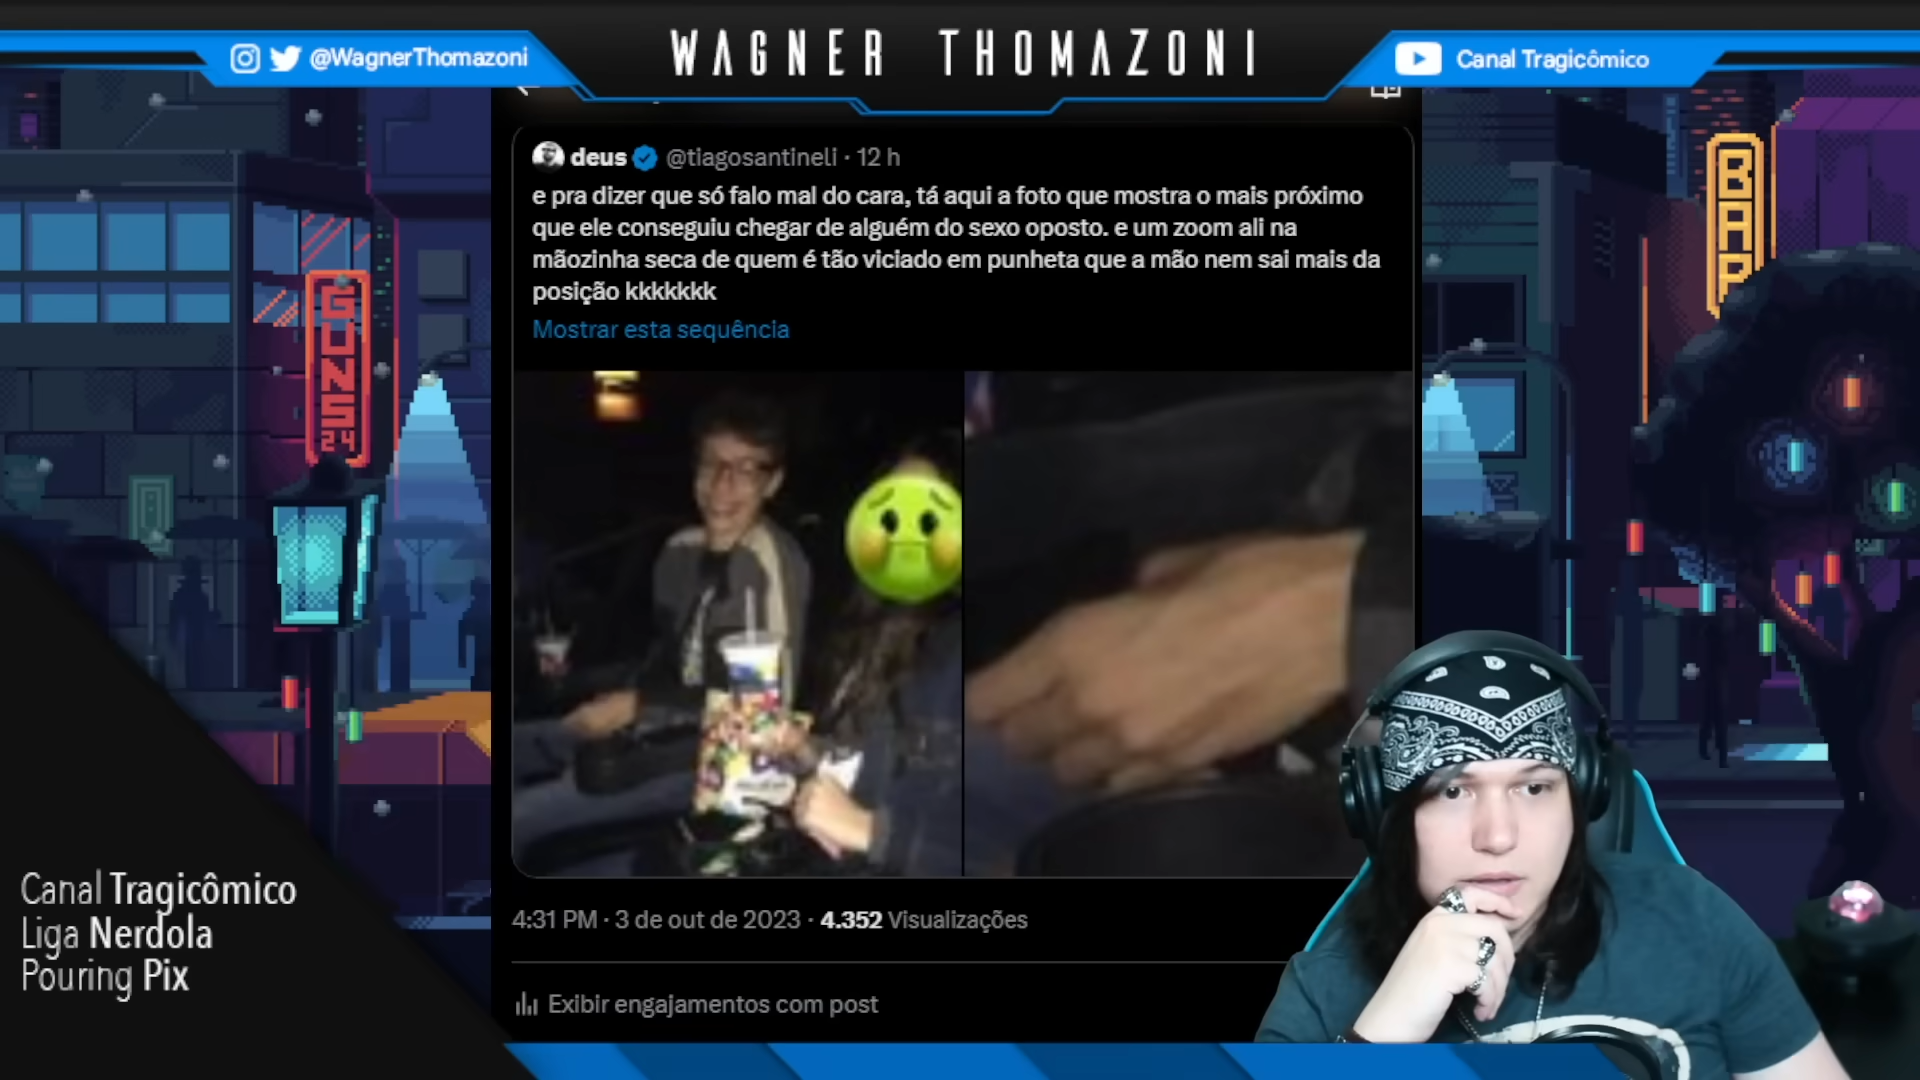 @WagnerThomazoni
WAGNER THOMAZONI
Canal Tragicômico
deus @tiagosantineli · 12 h
e pra dizer que só falo mal do cara, tá aqui a foto que mostra o mais próximo
que ele conseguiu chegar de alguém do sexo oposto. e um zoom ali na
mãozinha seca de quem é tão viciado em punheta que a mão nem sai mais da
posição kkkkkkk
Mostrar esta sequência
GUNS
24
BAR
4:31 PM · 3 de out de 2023 · 4.352 Visualizações
Exibir engajamentos com post
Canal Tragicômico
Liga Nerdola
Pouring Pix